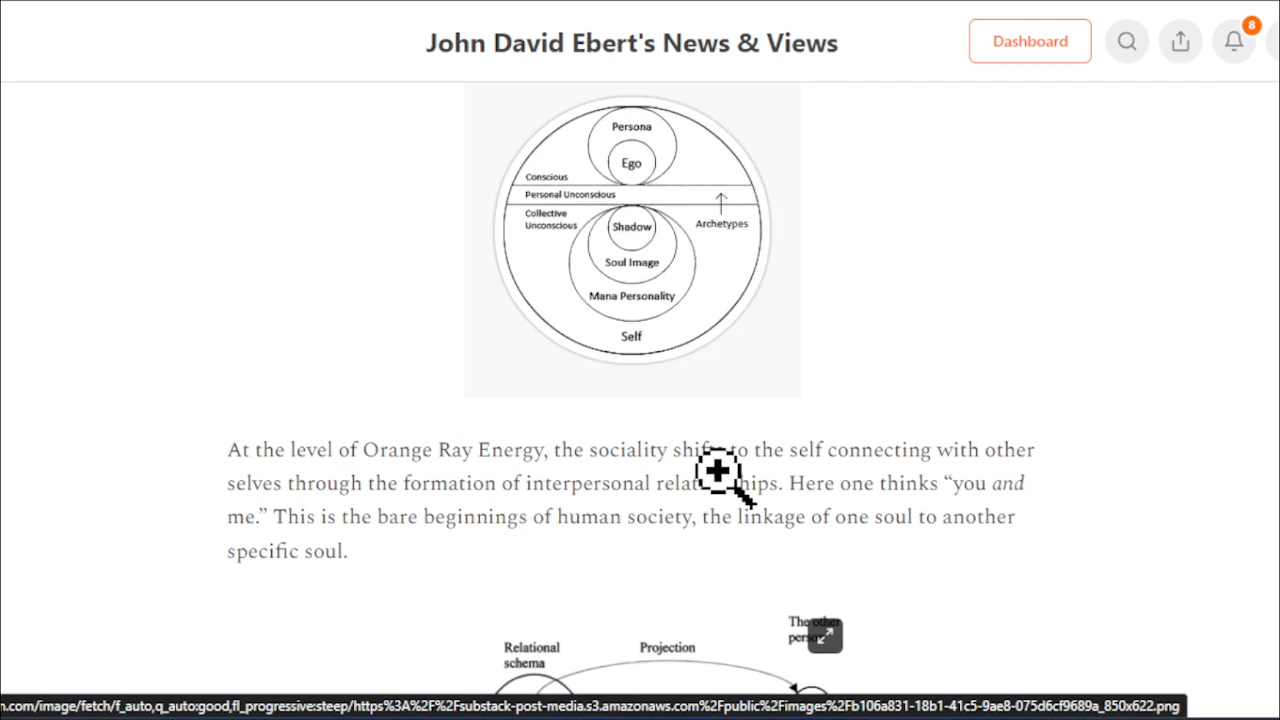 John David Ebert's News & Views
Dashboard
8
Persona
Ego
Conscious
Personal Unconscious
Collective
Unconscious
Archetypes
Shadow
Soul Image
Mana Personality
Self
At the level of Orange Ray Energy, the sociality shifts to the self connecting with other
selves through the formation of interpersonal relationships. Here one thinks “you and
me.” This is the bare beginnings of human society, the linkage of one soul to another
specific soul.
The other
person
Relational
schema
Projection
n.com/image/fetch/f_auto,q_auto:good,fl_progressive:steep/https%3A%2F%2Fsubstack-post-media.s3.amazonaws.com%2Fpublic%2Fimages%2Fb106a831-18b1-41c5-9ae8-075d6cf9689a_850x622.png